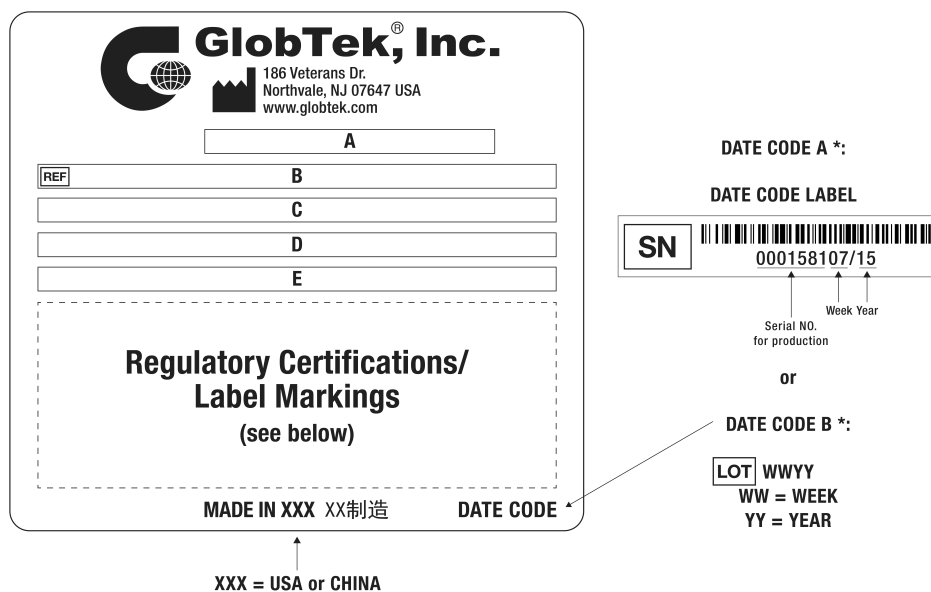 GlobTek, Inc.®
186 Veterans Dr.
Northvale, NJ 07647 USA
www.globtek.com
A
REF B
C
D
E
Regulatory Certifications/
Label Markings
(see below)
MADE IN XXX XX制造 DATE CODE
XXX = USA or CHINA
DATE CODE A *:
DATE CODE LABEL
SN
000158107/15
Week Year
Serial NO.
for production
or
DATE CODE B *:
LOT WWYY
WW = WEEK
YY = YEAR